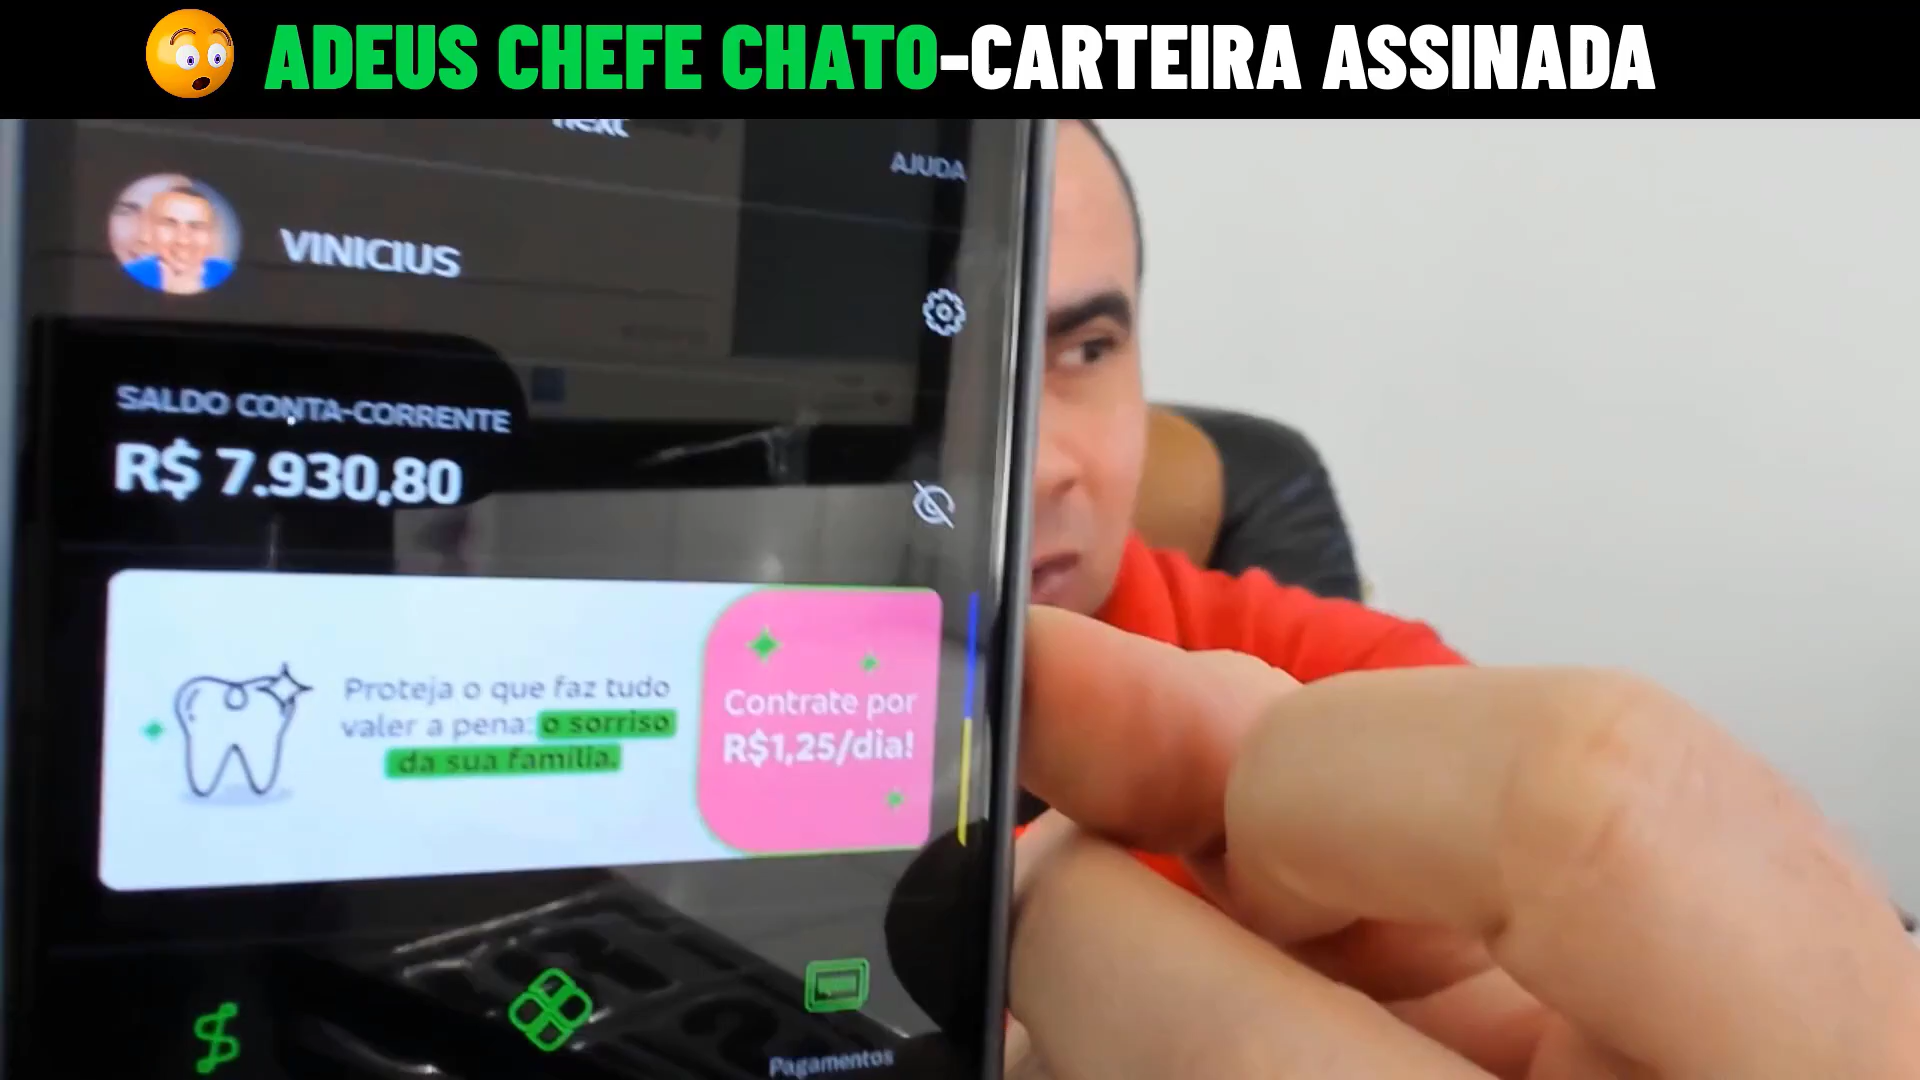 ADEUS CHEFE CHATO-CARTEIRA ASSINADA
next
AJUDA
VINICIUS
SALDO CONTA-CORRENTE
R$ 7.930,80
Proteja o que faz tudo
valer a pena: o sorriso
da sua família.
Contrate por
R$1,25/dia!
Pagamentos